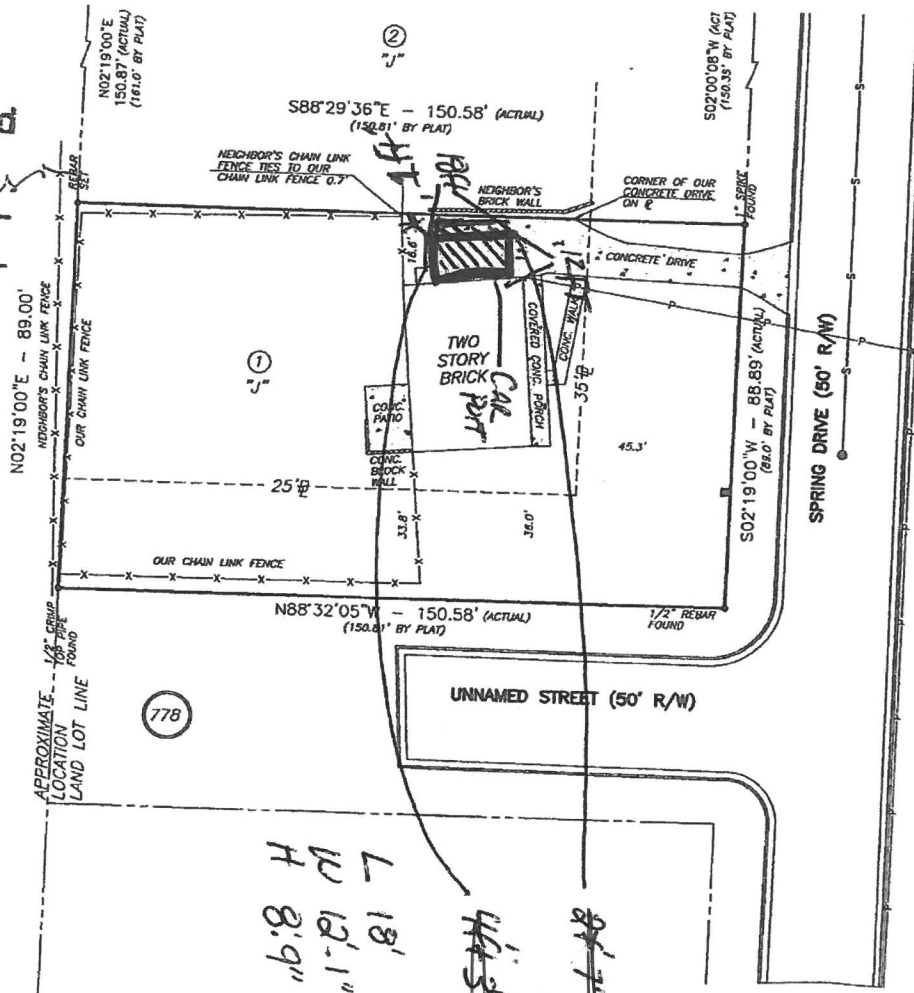 N02°19'00"E
150.87' (ACTUAL)
(161.0' BY PLAT)
2
"J"
S02°00'08"W (ACT
(150.35' BY PLAT)
S88°29'36"E – 150.58' (ACTUAL)
(150.81' BY PLAT)
REBAR
SET
NEIGHBOR'S CHAIN LINK
FENCE TIES TO OUR
CHAIN LINK FENCE 0.7'
NEIGHBOR'S
BRICK WALL
CORNER OF OUR
CONCRETE DRIVE
ON ℄
1" SPIKE
FOUND
18.6'
CONCRETE DRIVE
N02°19'00"E – 89.00'
NEIGHBOR'S CHAIN LINK FENCE
OUR CHAIN LINK FENCE
1
"J"
TWO
STORY
BRICK
CAR
PORT
COVERED CONC. PORCH
CONC. WALK
35' BL
CONC.
PATIO
CONC.
BLOCK
WALL
45.3'
S02°19'00"W – 88.89' (ACTUAL)
(89.0' BY PLAT)
SPRING DRIVE (50' R/W)
25' BL
33.8'
38.0'
OUR CHAIN LINK FENCE
N88°32'05"W – 150.58' (ACTUAL)
(150.81' BY PLAT)
1/2" REBAR
FOUND
1/2" CRIMP
TOP PIPE
FOUND
UNNAMED STREET (50' R/W)
778
APPROXIMATE
LOCATION
LAND LOT LINE
L 18'
W 12'-1"
H 8'.9"